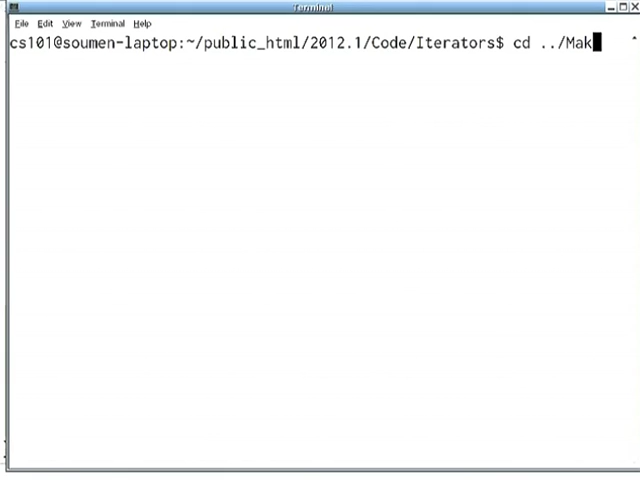 Terminal
File Edit View Terminal Help
cs101@soumen-laptop:~/public_html/2012.1/Code/Iterators$ cd ../Mak